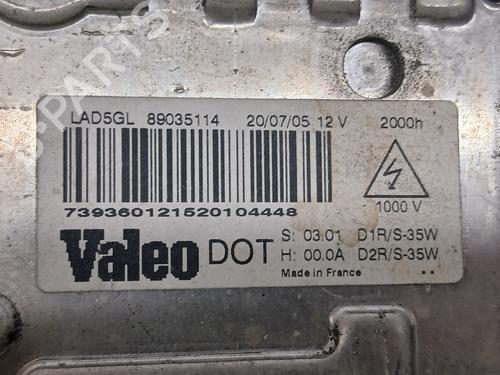 LAD5GL 89035114 20/07/05 12 V 2000h
739360121520104448
1000 V
Valeo DOT S: 03.01 D1R/S-35W
H: 00.0A D2R/S-35W
Made in France